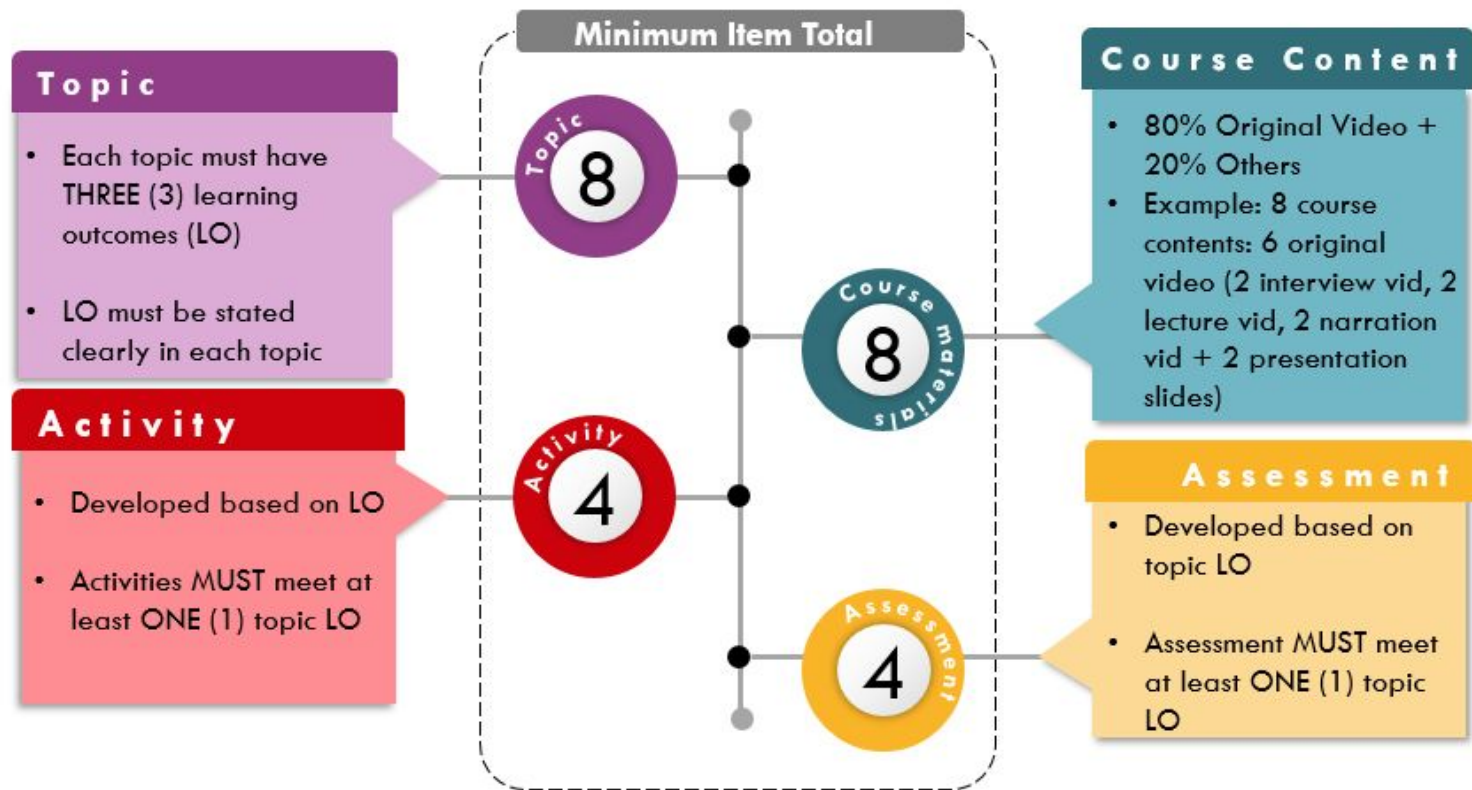 Minimum Item Total
Topic
• Each topic must have
THREE (3) learning
outcomes (LO)
• LO must be stated
clearly in each topic
Topic
8
Course Content
• 80% Original Video +
20% Others
• Example: 8 course
contents: 6 original
video (2 interview vid, 2
lecture vid, 2 narration
vid + 2 presentation
slides)
Course materials
8
Activity
• Developed based on LO
• Activities MUST meet at
least ONE (1) topic LO
Activity
4
Assessment
• Developed based on
topic LO
• Assessment MUST meet
at least ONE (1) topic
LO
Assessment
4